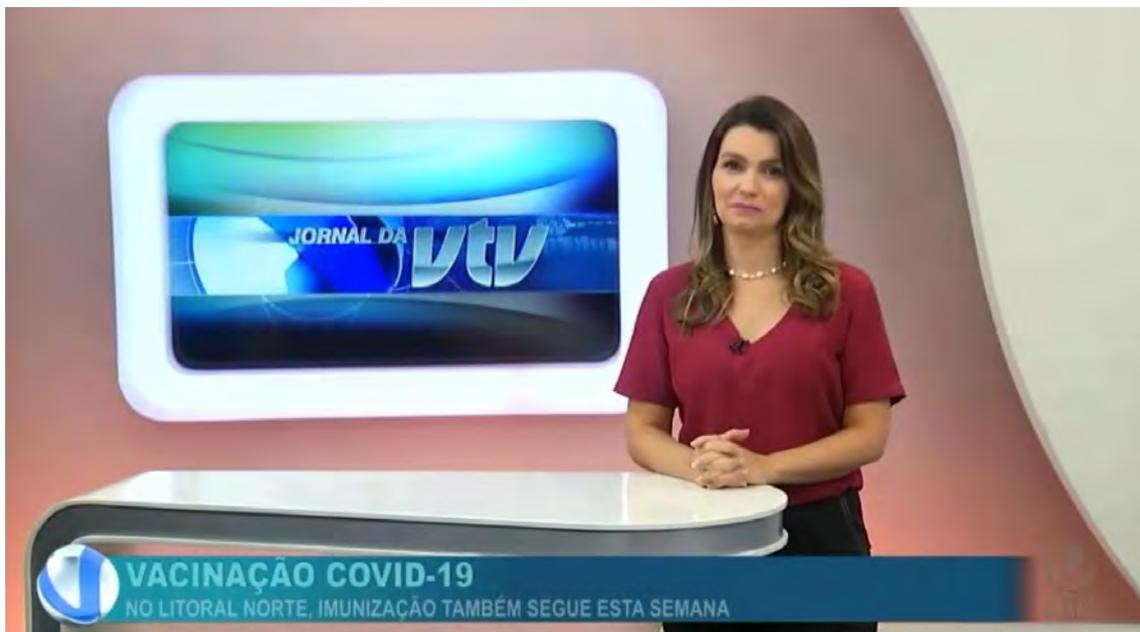 JORNAL DA vtv
VACINAÇÃO COVID-19
NO LITORAL NORTE, IMUNIZAÇÃO TAMBÉM SEGUE ESTA SEMANA